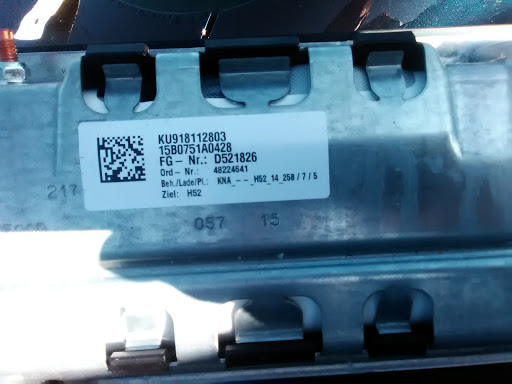 KU918112803
15B0751A0428
FG - Nr.: D521826
Ord - Nr.: 48224641
Beh./Lade/Pl.: KNA_--_H52_14_258 / 7 / 5
Ziel: H52
217
057 15